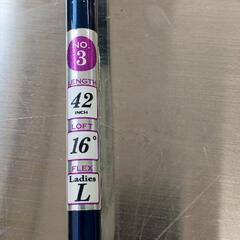 NO.
3
LENGTH
42
INCH
LOFT
16°
FLEX
Ladies
L